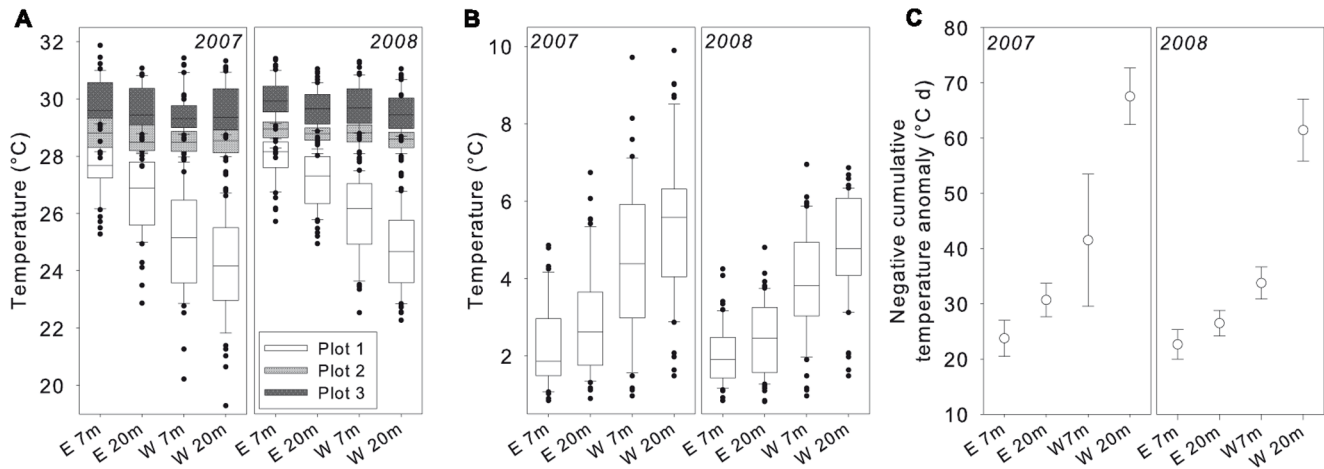 A
Temperature (°C)
32
30
28
26
24
22
20
2007
2008
Plot 1
Plot 2
Plot 3
E 7m
E 20m
W 7m
W 20m
E 7m
E 20m
W 7m
W 20m
B
Temperature (°C)
10
8
6
4
2
2007
2008
E 7m
E 20m
W 7m
W 20m
E 7m
E 20m
W 7m
W 20m
C
Negative cumulative
temperature anomaly (°C d)
80
70
60
50
40
30
20
10
2007
2008
E 7m
E 20m
W7m
W 20m
E 7m
E 20m
W7m
W 20m